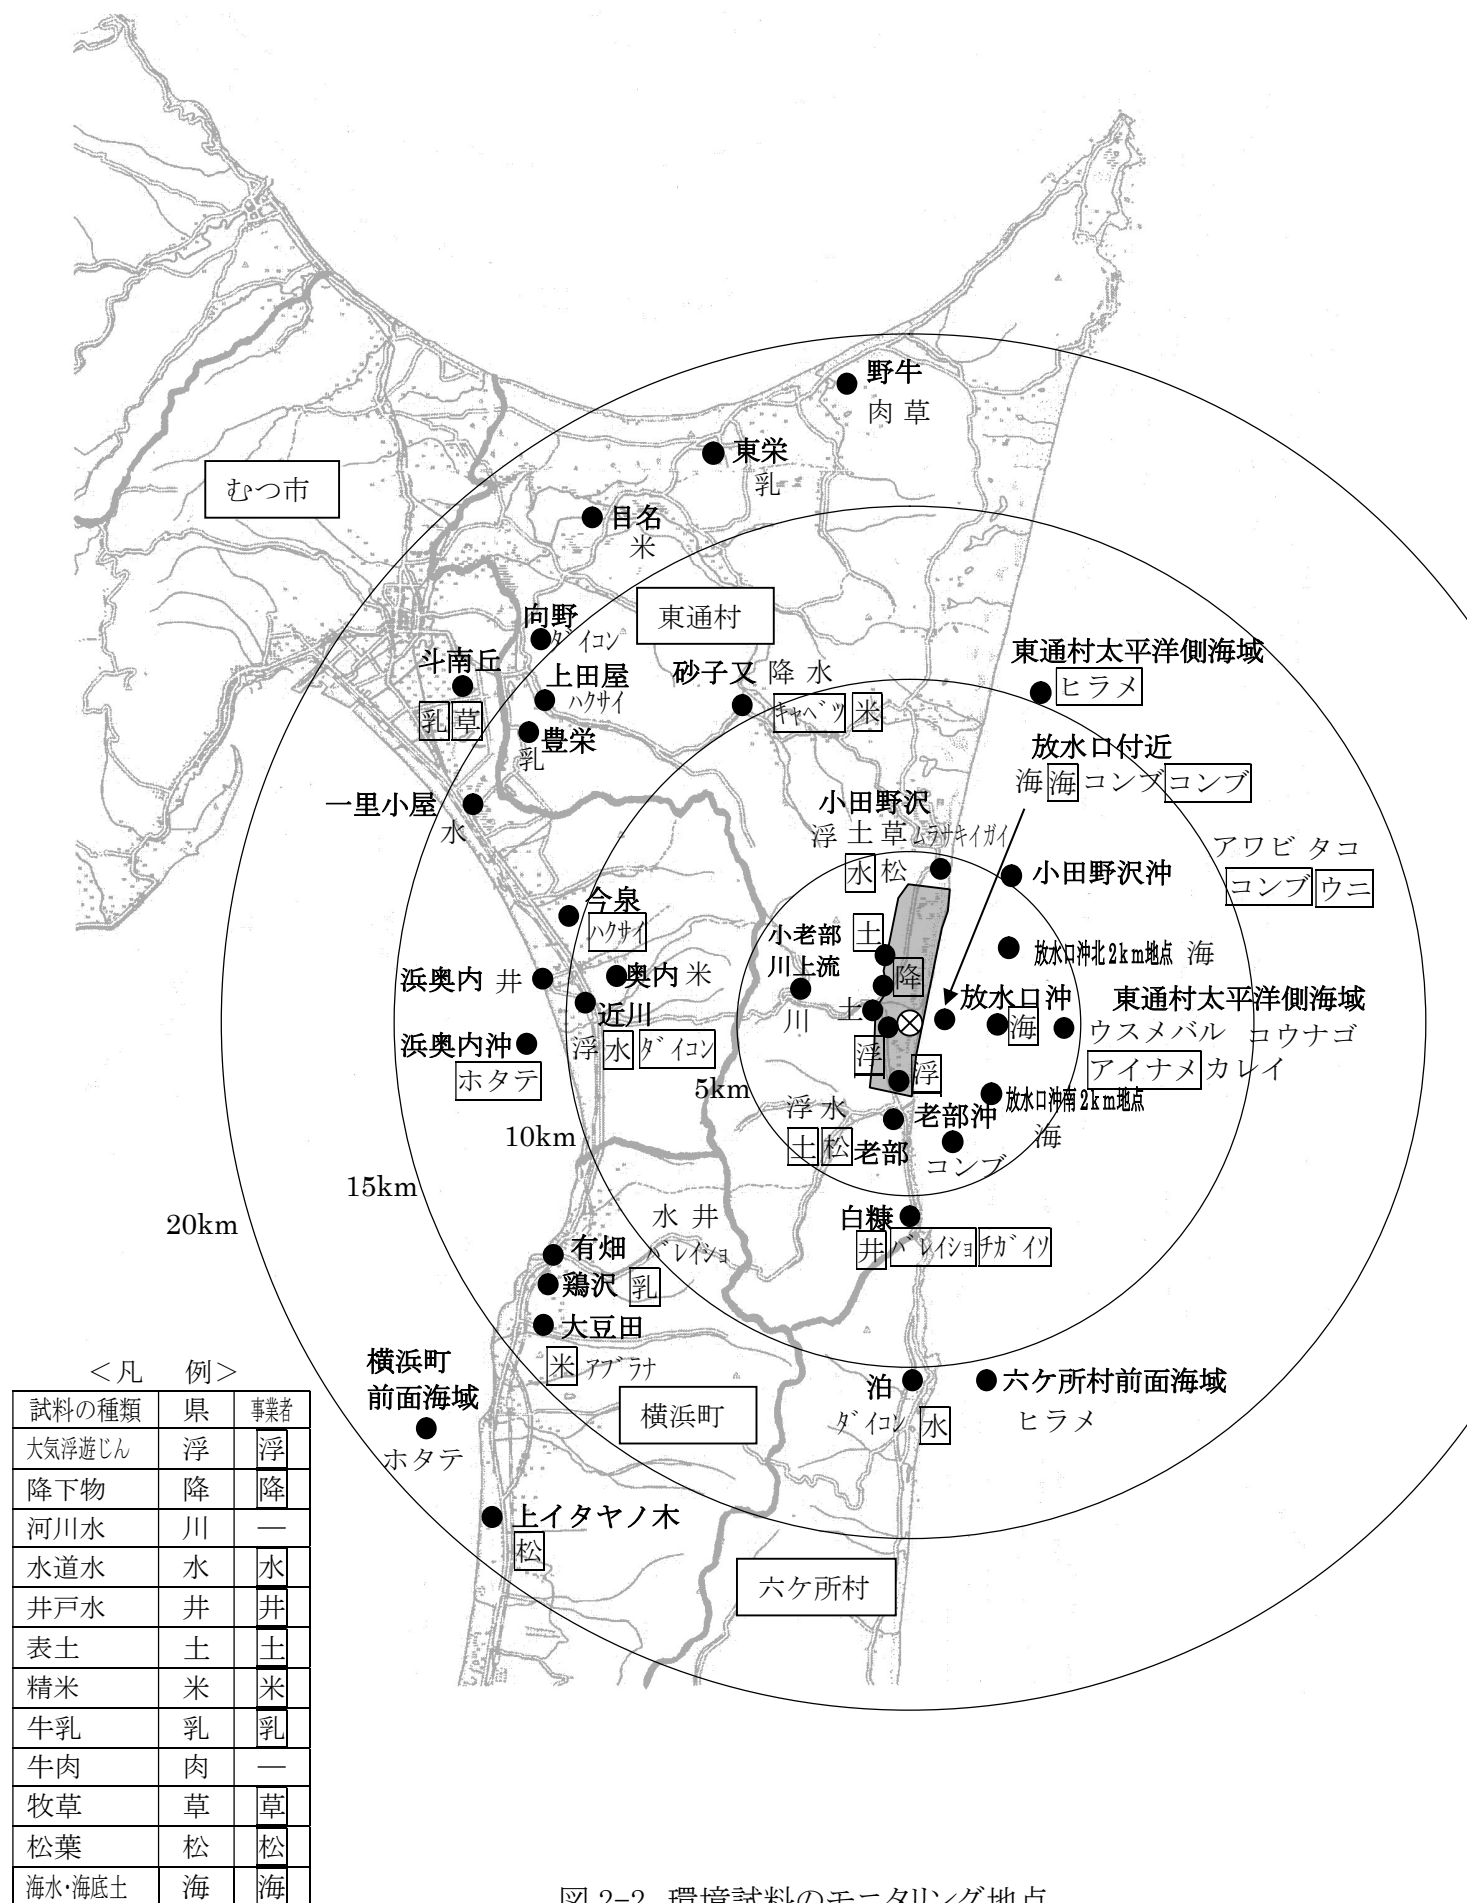 野牛
肉 草
東栄
乳
むつ市
目名
米
向野
ダイコン
東通村
斗南丘
乳 草
上田屋
ハクサイ
砂子又 降 水
キャベツ 米
豊栄
乳
東通村太平洋側海域
ヒラメ
放水口付近
海 海 コンブ コンブ
一里小屋
水
小田野沢
浮 土 草 ムラサキイガイ
水 松
小田野沢沖
アワビ タコ
コンブ ウニ
今泉
ハクサイ
小老部
川上流
川
土
降
土
浮
浮
放水口沖北2km地点 海
浜奥内 井
奥内 米
近川
浮 水 ダイコン
放水口沖
海
東通村太平洋側海域
ウスメバル コウナゴ
アイナメ カレイ
浜奥内沖
ホタテ
5km
放水口沖南2km地点
海
浮 水
土 松 老部
老部沖
コンブ
10km
15km
20km
白糠
井 バレイショ チガイソ
水 井
有畑 バレイショ
鶏沢 乳
大豆田
米 アブラナ
横浜町
前面海域
ホタテ
横浜町
泊
ダイコン 水
六ケ所村前面海域
ヒラメ
上イタヤノ木
松
六ケ所村
＜凡 例＞
試料の種類 県 事業者
大気浮遊じん 浮 浮
降下物 降 降
河川水 川 ―
水道水 水 水
井戸水 井 井
表土 土 土
精米 米 米
牛乳 乳 乳
牛肉 肉 ―
牧草 草 草
松葉 松 松
海水・海底土 海 海
図 2-2 環境試料のモニタリング地点